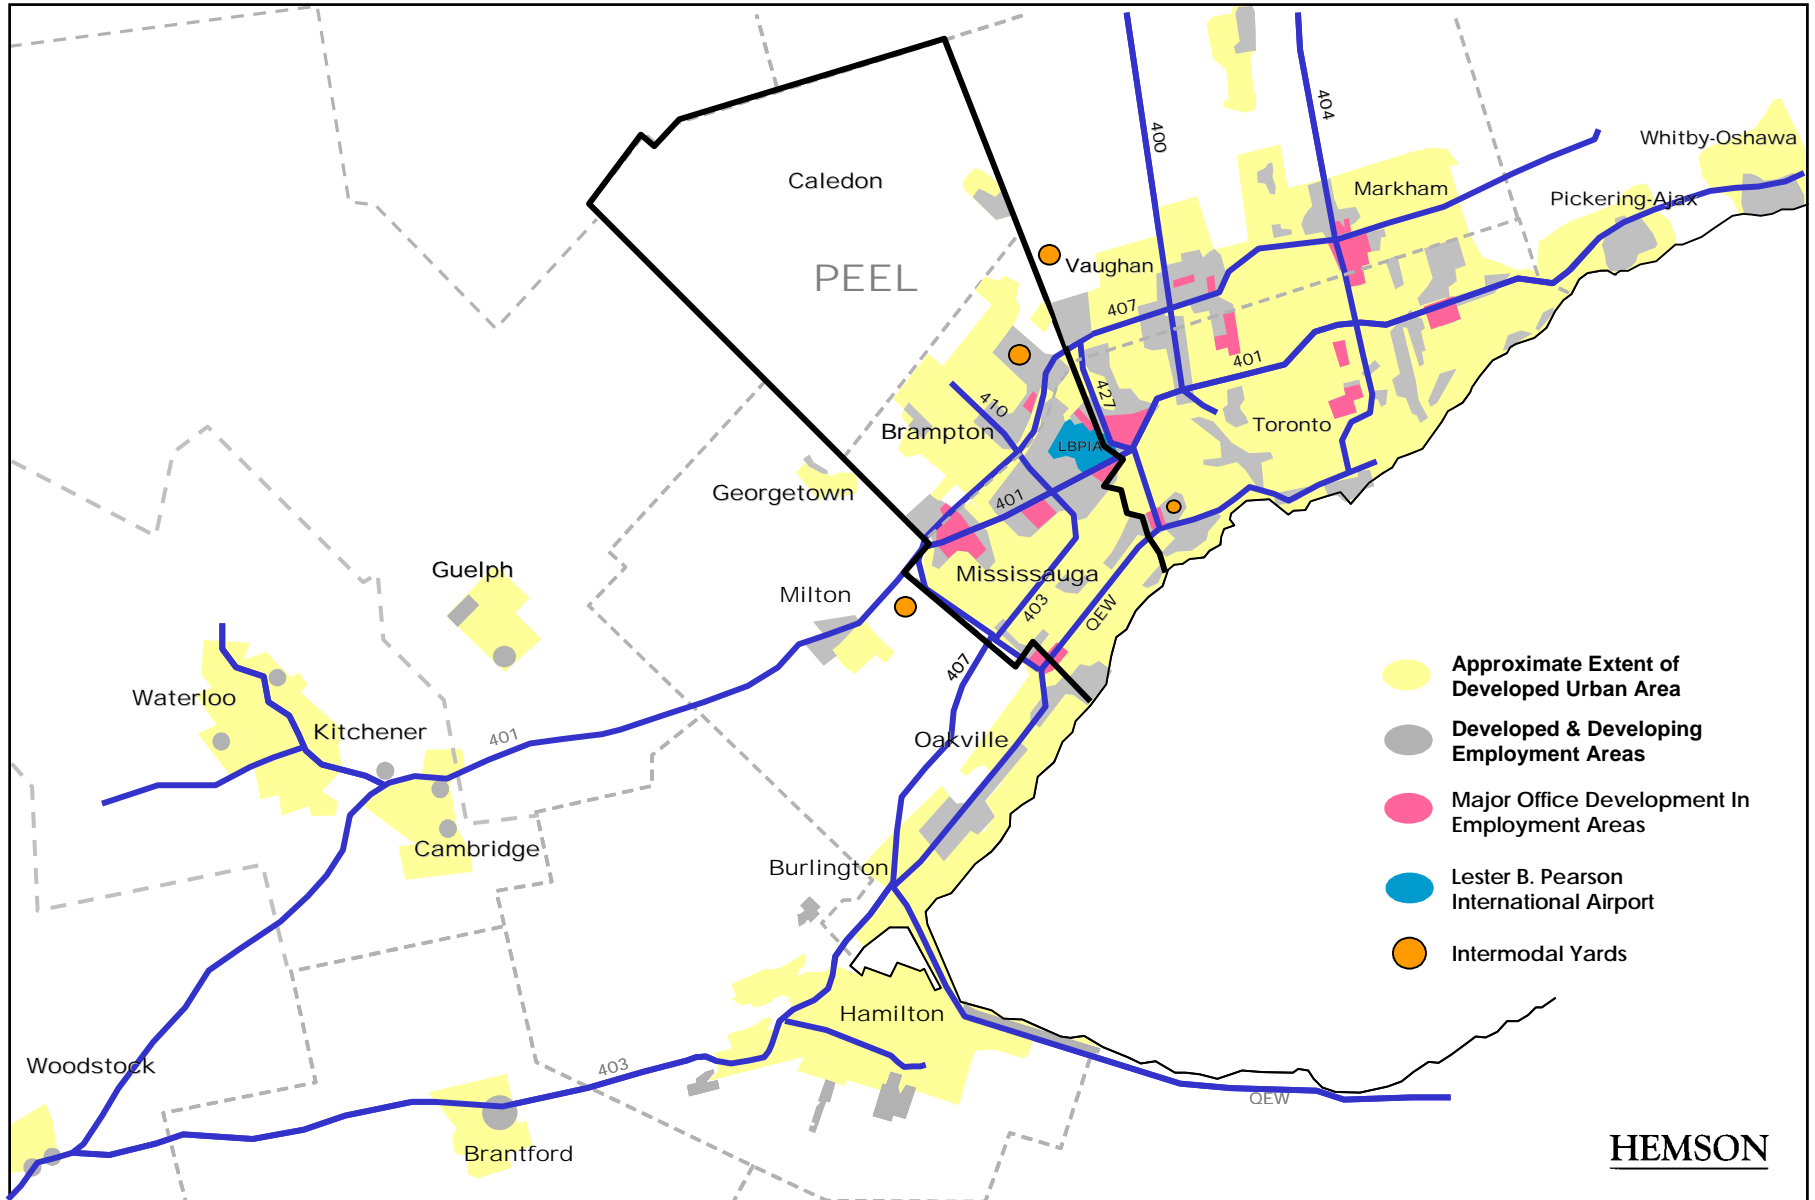 404
400
Whitby-Oshawa
Caledon
Markham
Pickering-Ajax
Vaughan
PEEL
407
401
427
410
Toronto
Brampton
LBPIA
Georgetown
401
Guelph
Mississauga
Milton
403
QEW
407
Approximate Extent of
Developed Urban Area
Waterloo
Kitchener
401
Oakville
Developed & Developing
Employment Areas
Major Office Development In
Employment Areas
Cambridge
Burlington
Lester B. Pearson
International Airport
Intermodal Yards
Hamilton
Woodstock
403
QEW
Brantford
HEMSON